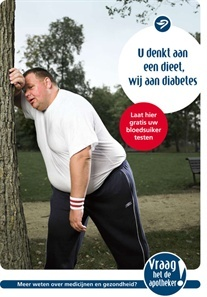 U denkt aan
een dieet,
wij aan diabetes
Laat hier
gratis uw
bloedsuiker
testen
Vraag
het de
apotheker!
Meer weten over medicijnen en gezondheid?